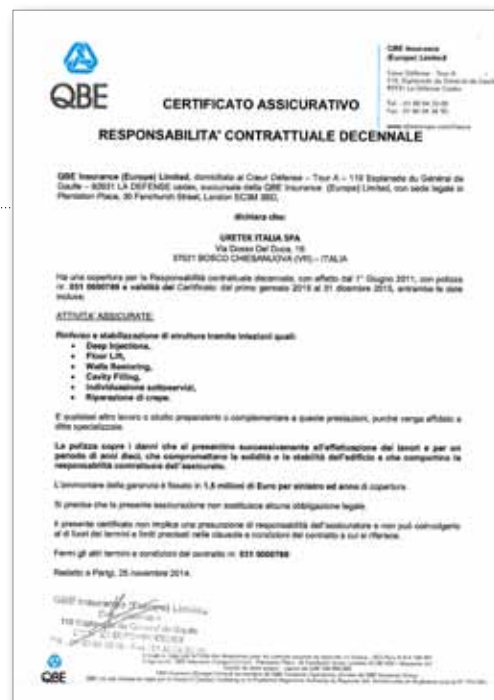 QBE
QBE Insurance
(Europe) Limited
CERTIFICATO ASSICURATIVO
RESPONSABILITA' CONTRATTUALE DECENNALE
QBE Insurance (Europe) Limited, domiciliata al Cœur Défense – Tour A – 110 Esplanade du Général de
Gaulle – 92931 LA DEFENSE cedex, succursale della QBE Insurance (Europe) Limited, con sede legale in
Plantation Place, 30 Fenchurch Street, London EC3M 3BD,
dichiara che:
URETEK ITALIA SPA
Via Dosso Del Duca, 16
37021 BOSCO CHIESANUOVA (VR) – ITALIA
Ha una copertura per la Responsabilità contrattuale decennale, con effetto dal 1° Giugno 2011, con polizza
nr. 031 0000789 e validità del Certificato: dal primo gennaio 2015 al 31 dicembre 2015, entrambe le date
incluse.
ATTIVITA' ASSICURATE:
Rinforzo e stabilizzazione di strutture tramite iniezioni quali:
• Deep Injections,
• Floor Lift,
• Walls Restoring,
• Cavity Filling,
• Individuazione sottoservizi,
• Riparazione di crepe.
E qualsiasi altro lavoro o studio preparatorio o complementare a queste prestazioni, purché venga affidato a
ditte specializzate.
La polizza copre i danni che si presentino successivamente all'effettuazione dei lavori e per un
periodo di anni dieci, che compromettano la solidità o la stabilità dell'edificio e che comportino la
responsabilità contrattuale dell'assicurato.
L'ammontare della garanzia è fissato in 1,5 milioni di Euro per sinistro ed anno di copertura.
Si precisa che la presente assicurazione non sostituisce alcuna obbligazione legale.
Il presente certificato non implica una presunzione di responsabilità dell'assicuratore e non può coinvolgerlo
al di fuori dei termini e limiti precisati nelle clausole e condizioni del contratto a cui si riferisce.
Fermi gli altri termini e condizioni del contratto nr. 031 0000789
Redatto a Parigi, 25 novembre 2014.
QBE Insurance (Europe) Limited
QBE